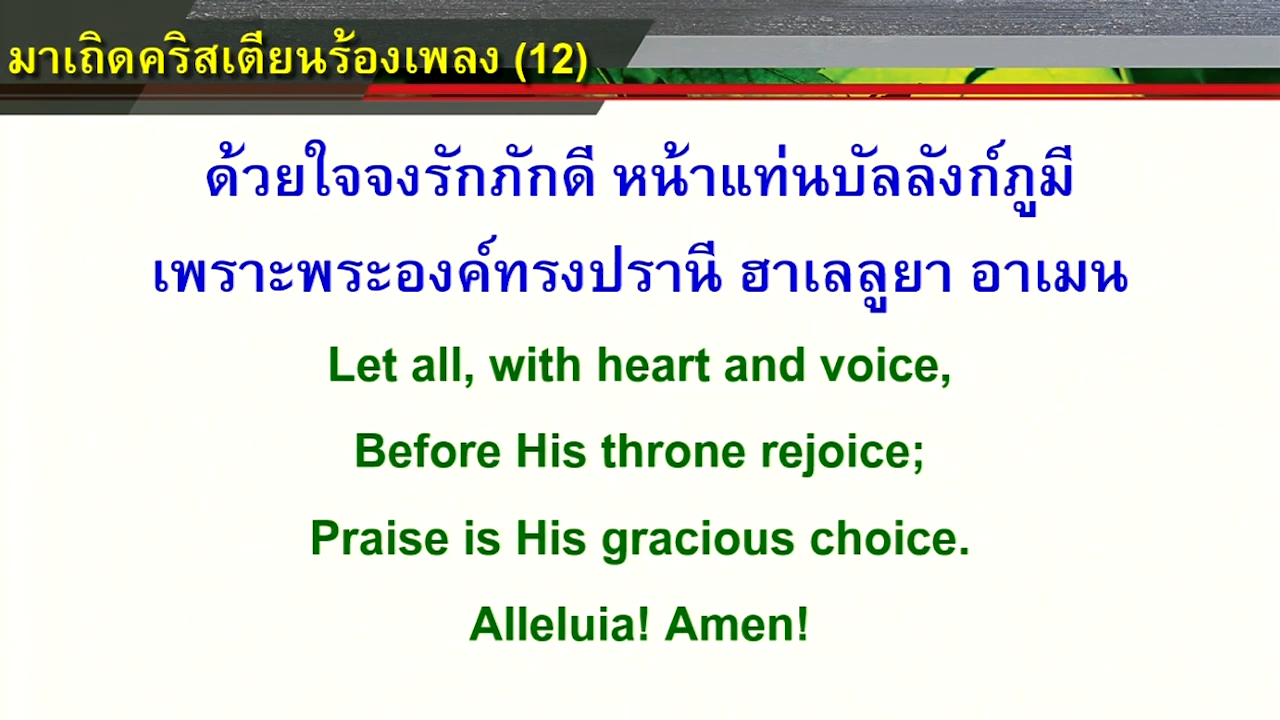 มาเถิดคริสเตียนร้องเพลง (12)
ด้วยใจจงรักภักดี หน้าแท่นบัลลังก์ภูมี
เพราะพระองค์ทรงปรานี ฮาเลลูยา อาเมน
Let all, with heart and voice,
Before His throne rejoice;
Praise is His gracious choice.
Alleluia! Amen!